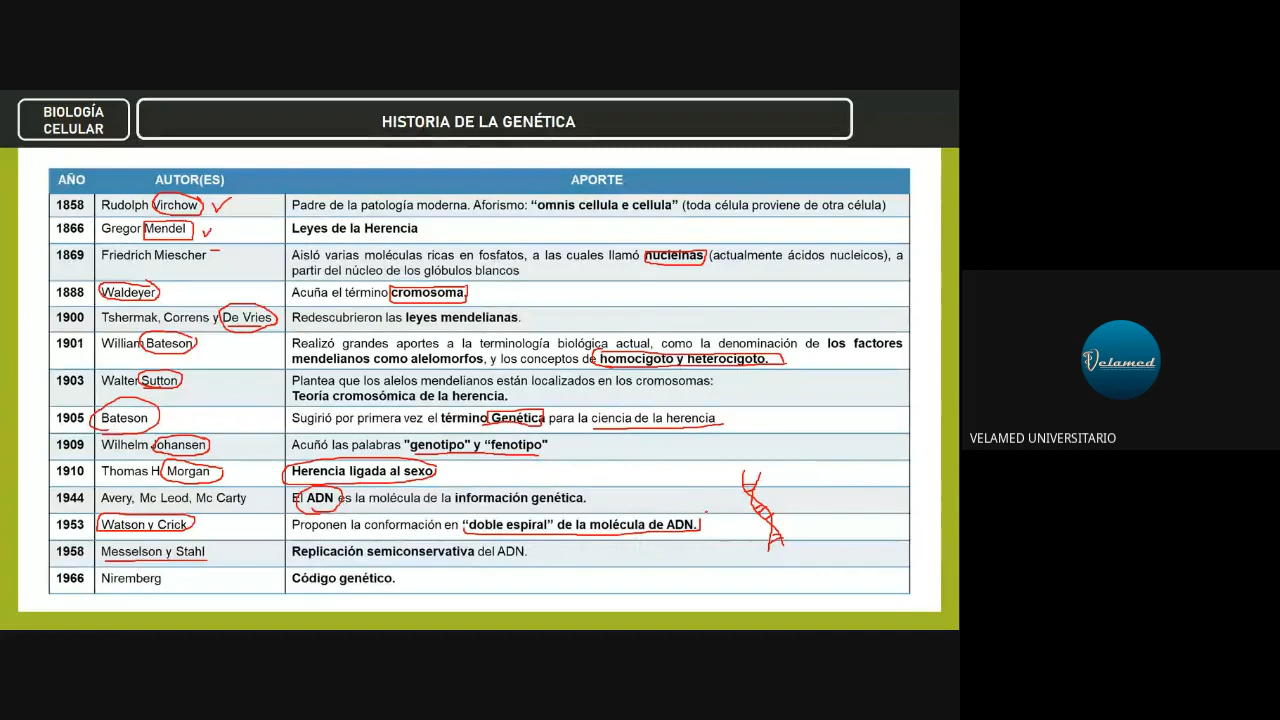 BIOLOGÍA
CELULAR
HISTORIA DE LA GENÉTICA
AÑO AUTOR(ES) APORTE
1858 Rudolph Virchow Padre de la patología moderna. Aforismo: “omnis cellula e cellula” (toda célula proviene de otra célula)
1866 Gregor Mendel Leyes de la Herencia
1869 Friedrich Miescher Aisló varias moléculas ricas en fosfatos, a las cuales llamó nucleínas (actualmente ácidos nucleicos), a
partir del núcleo de los glóbulos blancos
1888 Waldeyer Acuña el término cromosoma.
1900 Tshermak, Correns y De Vries Redescubrieron las leyes mendelianas.
1901 William Bateson Realizó grandes aportes a la terminología biológica actual, como la denominación de los factores
mendelianos como alelomorfos, y los conceptos de homocigoto y heterocigoto.
1903 Walter Sutton Plantea que los alelos mendelianos están localizados en los cromosomas:
Teoría cromosómica de la herencia.
1905 Bateson Sugirió por primera vez el término Genética para la ciencia de la herencia
1909 Wilhelm Johansen Acuñó las palabras "genotipo" y “fenotipo"
1910 Thomas H. Morgan Herencia ligada al sexo
1944 Avery, Mc Leod, Mc Carty El ADN es la molécula de la información genética.
1953 Watson y Crick Proponen la conformación en “doble espiral” de la molécula de ADN.
1958 Messelson y Stahl Replicación semiconservativa del ADN.
1966 Niremberg Código genético.
Velamed
VELAMED UNIVERSITARIO